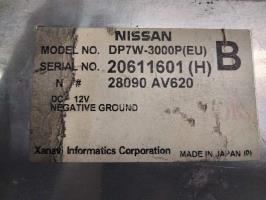 NISSAN
MODEL NO. DP7W-3000P(EU)
B
SERIAL NO. 20611601 (H)
N # 28090 AV620
DC 12V
NEGATIVE GROUND
Xanavi Informatics Corporation
MADE IN JAPAN